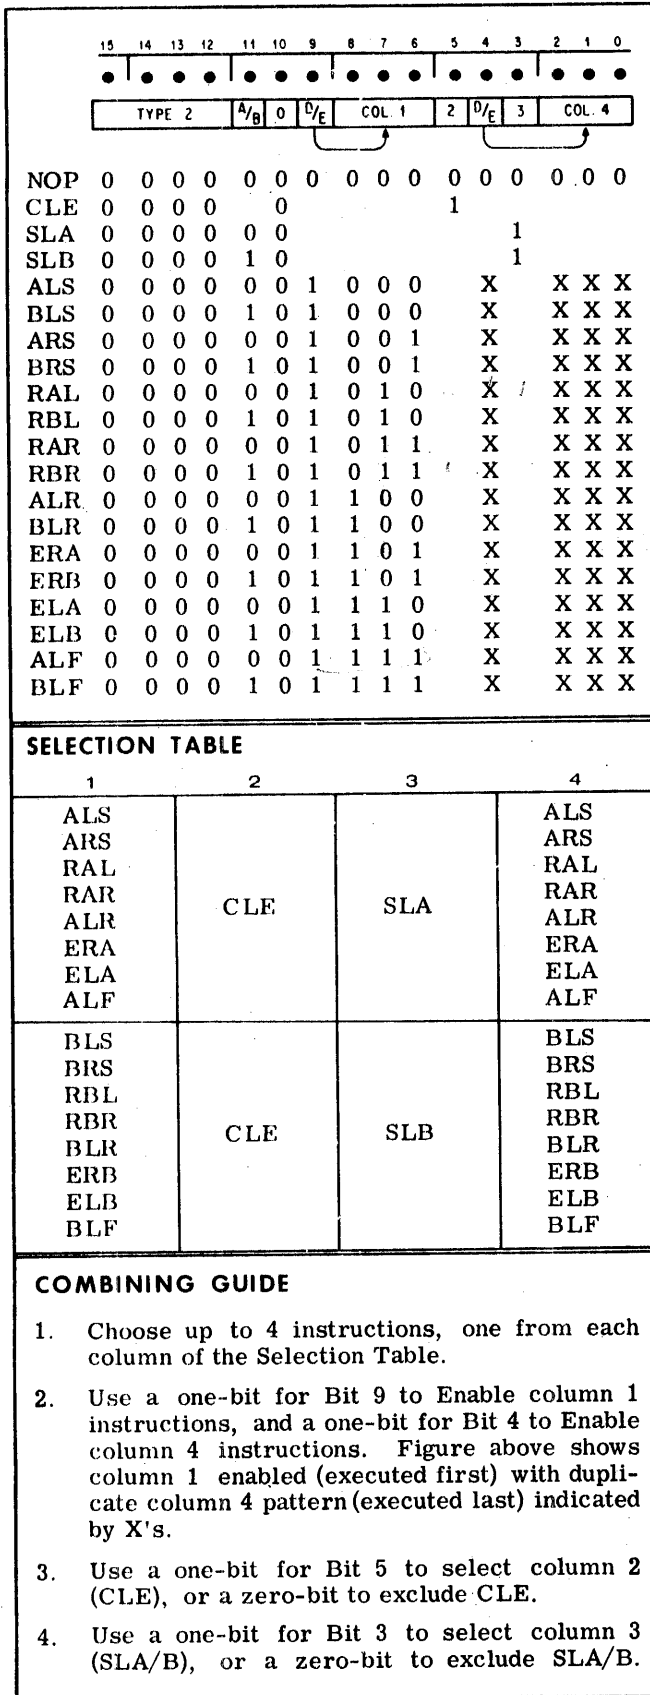 15 14 13 12 11 10 9 8 7 6 5 4 3 2 1 0
TYPE 2 A/B 0 D/E COL. 1 2 D/E 3 COL. 4
NOP 0 0 0 0 0 0 0 0 0 0 0 0 0 0 0 0
CLE 0 0 0 0 0 1
SLA 0 0 0 0 0 0 1
SLB 0 0 0 0 1 0 1
ALS 0 0 0 0 0 0 1 0 0 0 X X X X
BLS 0 0 0 0 1 0 1 0 0 0 X X X X
ARS 0 0 0 0 0 0 1 0 0 1 X X X X
BRS 0 0 0 0 1 0 1 0 0 1 X X X X
RAL 0 0 0 0 0 0 1 0 1 0 X X X X
RBL 0 0 0 0 1 0 1 0 1 0 X X X X
RAR 0 0 0 0 0 0 1 0 1 1 X X X X
RBR 0 0 0 0 1 0 1 0 1 1 X X X X
ALR 0 0 0 0 0 0 1 1 0 0 X X X X
BLR 0 0 0 0 1 0 1 1 0 0 X X X X
ERA 0 0 0 0 0 0 1 1 0 1 X X X X
ERB 0 0 0 0 1 0 1 1 0 1 X X X X
ELA 0 0 0 0 0 0 1 1 1 0 X X X X
ELB 0 0 0 0 1 0 1 1 1 0 X X X X
ALF 0 0 0 0 0 0 1 1 1 1 X X X X
BLF 0 0 0 0 1 0 1 1 1 1 X X X X
SELECTION TABLE
1 2 3 4
ALS ALS
ARS ARS
RAL RAL
RAR RAR
CLE SLA
ALR ALR
ERA ERA
ELA ELA
ALF ALF
BLS BLS
BRS BRS
RBL RBL
RBR RBR
CLE SLB
BLR BLR
ERB ERB
ELB ELB
BLF BLF
COMBINING GUIDE
1. Choose up to 4 instructions, one from each
column of the Selection Table.
2. Use a one-bit for Bit 9 to Enable column 1
instructions, and a one-bit for Bit 4 to Enable
column 4 instructions. Figure above shows
column 1 enabled (executed first) with dupli-
cate column 4 pattern (executed last) indicated
by X's.
3. Use a one-bit for Bit 5 to select column 2
(CLE), or a zero-bit to exclude CLE.
4. Use a one-bit for Bit 3 to select column 3
(SLA/B), or a zero-bit to exclude SLA/B.